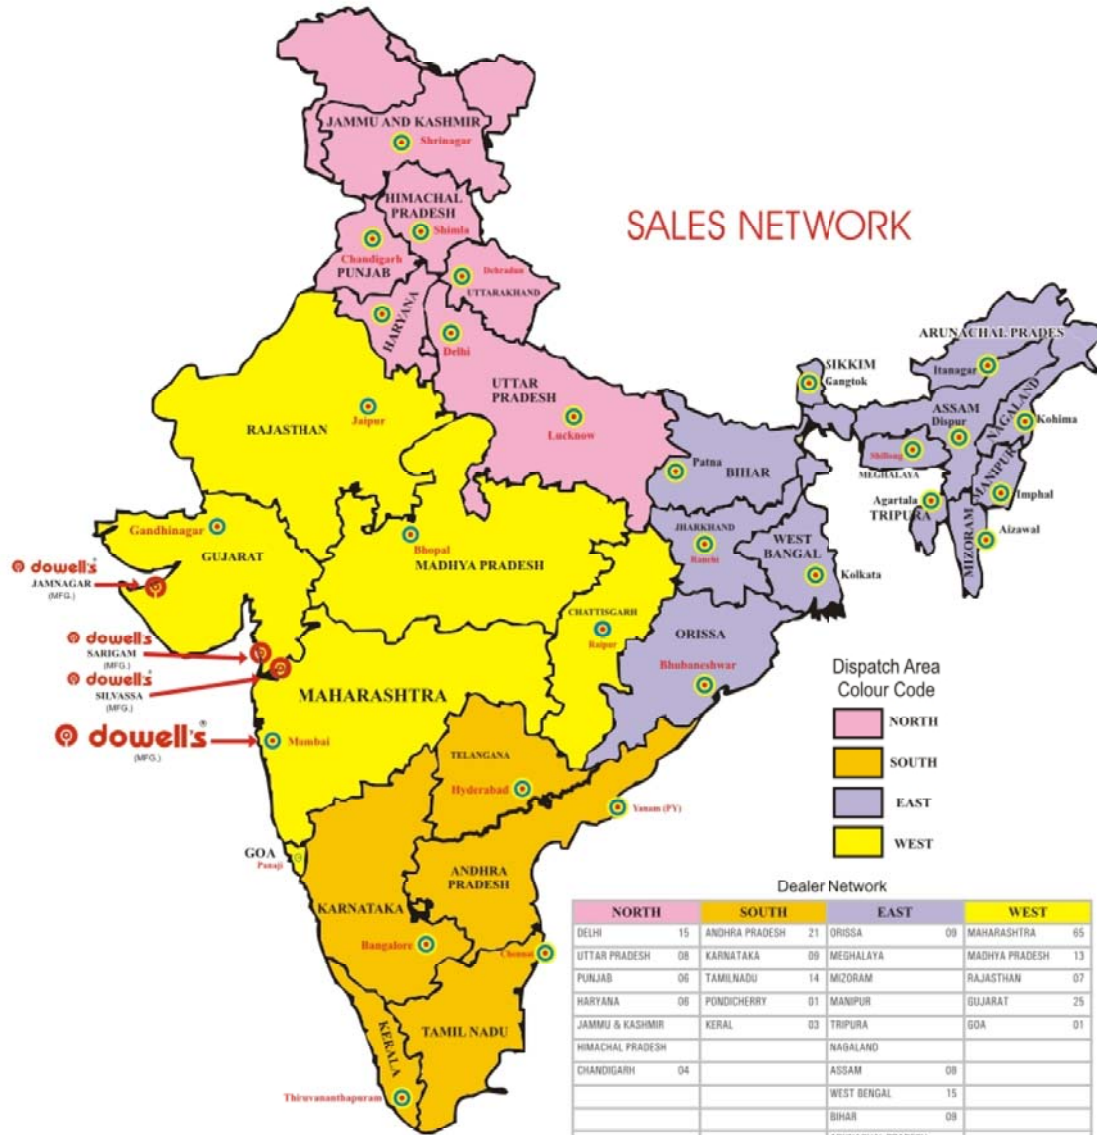 JAMMU AND KASHMIR
Shrinagar
HIMACHAL
PRADESH
Shimla
SALES NETWORK
Chandigarh
PUNJAB
Dehradun
UTTARAKHAND
HARYANA
Delhi
ARUNACHAL PRADES
Itanagar
SIKKIM
Gangtok
UTTAR
PRADESH
Lucknow
RAJASTHAN
Jaipur
ASSAM
Dispur
NAGALAND
Kohima
Patna
BIHAR
Shillong
MEGHALAYA
MANIPUR
Imphal
Agartala
TRIPURA
MIZORAM
Aizawal
Gandhinagar
GUJARAT
Bhopal
MADHYA PRADESH
JHARKHAND
Ranchi
WEST
BANGAL
Kolkata
dowell's®
JAMNAGAR
(MFG.)
CHATTISGARH
Raipur
ORISSA
Bhubaneshwar
dowell's
SARIGAM
(MFG.)
dowell's
SILVASSA
(MFG.)
dowell's®
(MFG.)
MAHARASHTRA
Mumbai
Dispatch Area
Colour Code
NORTH
SOUTH
EAST
WEST
TELANGANA
Hyderabad
Yanam (PY)
GOA
Panaji
ANDHRA
PRADESH
KARNATAKA
Bangalore
Chennai
KERALA
TAMIL NADU
Thiruvananthapuram
Dealer Network
NORTH SOUTH EAST WEST
DELHI 15 ANDHRA PRADESH 21 ORISSA 09 MAHARASHTRA 65
UTTAR PRADESH 08 KARNATAKA 09 MEGHALAYA MADHYA PRADESH 13
PUNJAB 06 TAMILNADU 14 MIZORAM RAJASTHAN 07
HARYANA 06 PONDICHERRY 01 MANIPUR GUJARAT 25
JAMMU & KASHMIR KERAL 03 TRIPURA GOA 01
HIMACHAL PRADESH NAGALAND
CHANDIGARH 04 ASSAM 08
WEST BENGAL 15
BIHAR 09